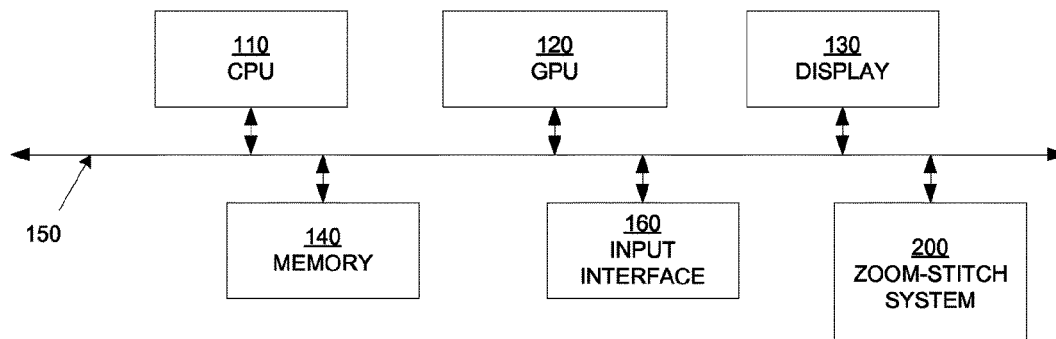 110
CPU
120
GPU
130
DISPLAY
150
140
MEMORY
160
INPUT
INTERFACE
200
ZOOM-STITCH
SYSTEM